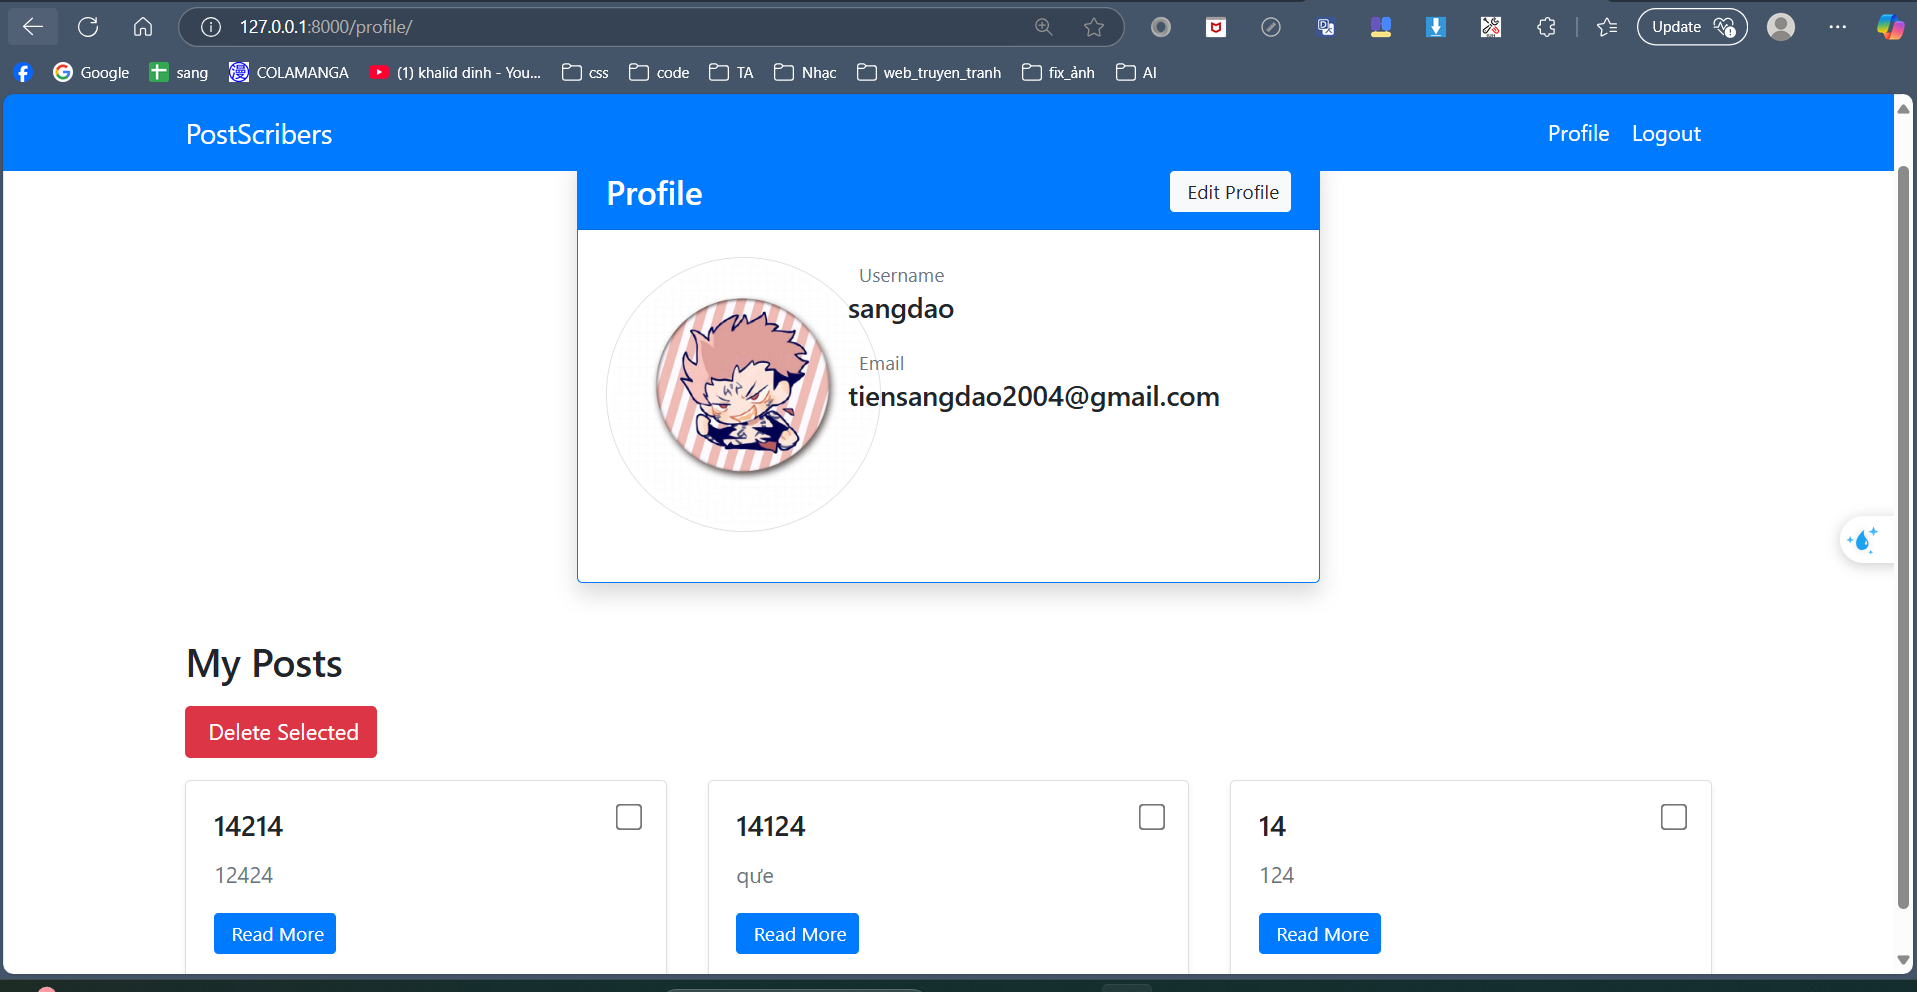 127.0.0.1:8000/profile/
Update
Google
sang
COLAMANGA
(1) khalid dinh - You...
css
code
TA
Nhạc
web_truyen_tranh
fix_ảnh
AI
PostScribers
Profile
Logout
Profile
Edit Profile
Username
sangdao
Email
tiensangdao2004@gmail.com
My Posts
Delete Selected
14214
12424
Read More
14124
qưe
Read More
14
124
Read More